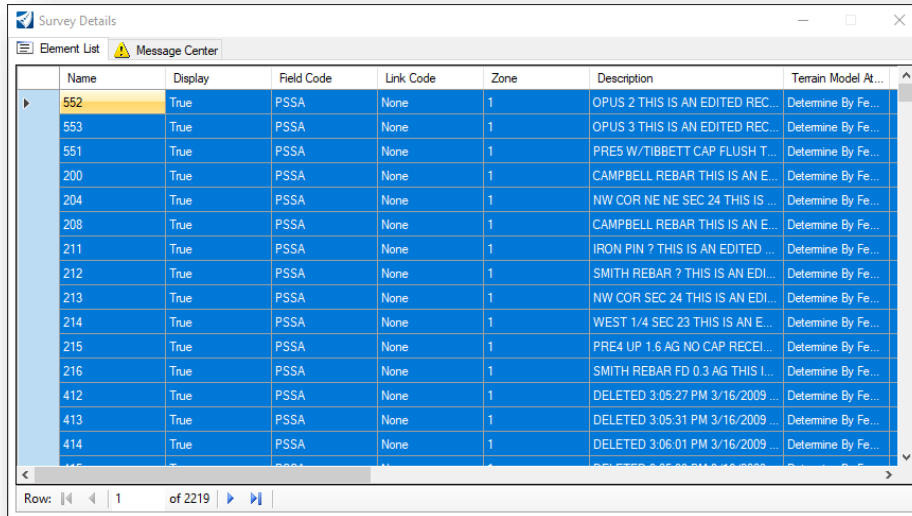 Survey Details
Element List Message Center
Name Display Field Code Link Code Zone Description Terrain Model At...
552 True PSSA None 1 OPUS 2 THIS IS AN EDITED REC... Determine By Fe...
553 True PSSA None 1 OPUS 3 THIS IS AN EDITED REC... Determine By Fe...
551 True PSSA None 1 PRE5 W/TIBBETT CAP FLUSH T... Determine By Fe...
200 True PSSA None 1 CAMPBELL REBAR THIS IS AN E... Determine By Fe...
204 True PSSA None 1 NW COR NE NE SEC 24 THIS IS ... Determine By Fe...
208 True PSSA None 1 CAMPBELL REBAR THIS IS AN E... Determine By Fe...
211 True PSSA None 1 IRON PIN ? THIS IS AN EDITED ... Determine By Fe...
212 True PSSA None 1 SMITH REBAR ? THIS IS AN EDI... Determine By Fe...
213 True PSSA None 1 NW COR SEC 24 THIS IS AN EDI... Determine By Fe...
214 True PSSA None 1 WEST 1/4 SEC 23 THIS IS AN E... Determine By Fe...
215 True PSSA None 1 PRE4 UP 1.6 AG NO CAP RECEI... Determine By Fe...
216 True PSSA None 1 SMITH REBAR FD 0.3 AG THIS I... Determine By Fe...
412 True PSSA None 1 DELETED 3:05:27 PM 3/16/2009 ... Determine By Fe...
413 True PSSA None 1 DELETED 3:05:31 PM 3/16/2009 ... Determine By Fe...
414 True PSSA None 1 DELETED 3:06:01 PM 3/16/2009 ... Determine By Fe...
Row: 1 of 2219